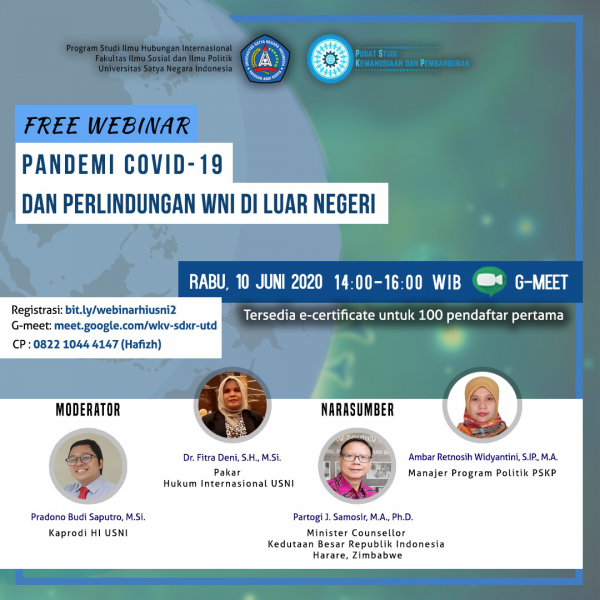 Program Studi Ilmu Hubungan Internasional
Fakultas Ilmu Sosial dan Ilmu Politik
Universitas Satya Negara Indonesia
PUSAT STUDI
KEMANUSIAAN DAN PEMBANGUNAN
FREE WEBINAR
PANDEMI COVID-19
DAN PERLINDUNGAN WNI DI LUAR NEGERI
RABU, 10 JUNI 2020 14:00-16:00 WIB G-MEET
Registrasi: bit.ly/webinarhiusni2
G-meet: meet.google.com/wkv-sdxr-utd
CP : 0822 1044 4147 (Hafizh)
Tersedia e-certificate untuk 100 pendaftar pertama
MODERATOR
NARASUMBER
Dr. Fitra Deni, S.H., M.Si.
Pakar
Hukum Internasional USNI
Ambar Retnosih Widyantini, S.IP., M.A.
Manajer Program Politik PSKP
Pradono Budi Saputro, M.Si.
Kaprodi HI USNI
Partogi J. Samosir, M.A., Ph.D.
Minister Counsellor
Kedutaan Besar Republik Indonesia
Harare, Zimbabwe